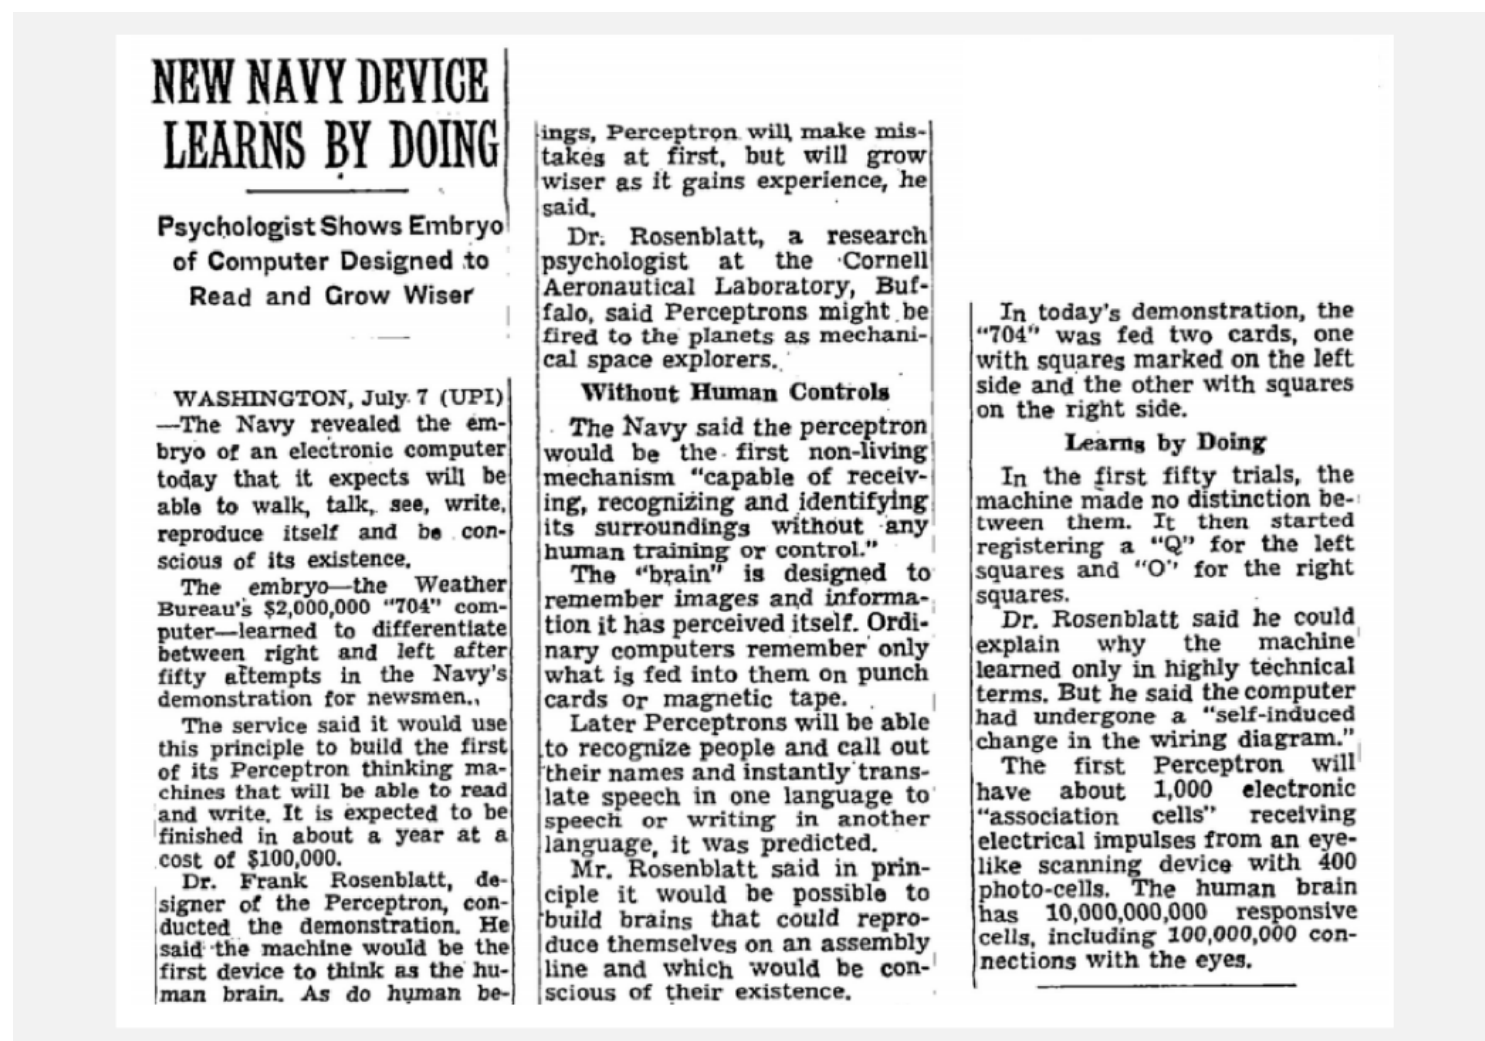 NEW NAVY DEVICE
LEARNS BY DOING
Psychologist Shows Embryo
of Computer Designed to
Read and Grow Wiser
WASHINGTON, July 7 (UPI)
—The Navy revealed the em-
bryo of an electronic computer
today that it expects will be
able to walk, talk, see, write,
reproduce itself and be con-
scious of its existence.
The embryo—the Weather
Bureau's $2,000,000 "704" com-
puter—learned to differentiate
between right and left after
fifty attempts in the Navy's
demonstration for newsmen.,
The service said it would use
this principle to build the first
of its Perceptron thinking ma-
chines that will be able to read
and write. It is expected to be
finished in about a year at a
cost of $100,000.
Dr. Frank Rosenblatt, de-
signer of the Perceptron, con-
ducted the demonstration. He
said the machine would be the
first device to think as the hu-
man brain. As do human be-
ings, Perceptron will make mis-
takes at first, but will grow
wiser as it gains experience, he
said.
Dr. Rosenblatt, a research
psychologist at the Cornell
Aeronautical Laboratory, Buf-
falo, said Perceptrons might be
fired to the planets as mechani-
cal space explorers.
Without Human Controls
The Navy said the perceptron
would be the first non-living
mechanism "capable of receiv-
ing, recognizing and identifying
its surroundings without any
human training or control."
The "brain" is designed to
remember images and informa-
tion it has perceived itself. Ordi-
nary computers remember only
what is fed into them on punch
cards or magnetic tape.
Later Perceptrons will be able
to recognize people and call out
their names and instantly trans-
late speech in one language to
speech or writing in another
language, it was predicted.
Mr. Rosenblatt said in prin-
ciple it would be possible to
build brains that could repro-
duce themselves on an assembly
line and which would be con-
scious of their existence.
In today's demonstration, the
"704" was fed two cards, one
with squares marked on the left
side and the other with squares
on the right side.
Learns by Doing
In the first fifty trials, the
machine made no distinction be-
tween them. It then started
registering a "Q" for the left
squares and "O" for the right
squares.
Dr. Rosenblatt said he could
explain why the machine
learned only in highly technical
terms. But he said the computer
had undergone a "self-induced
change in the wiring diagram."
The first Perceptron will
have about 1,000 electronic
"association cells" receiving
electrical impulses from an eye-
like scanning device with 400
photo-cells. The human brain
has 10,000,000,000 responsive
cells, including 100,000,000 con-
nections with the eyes.